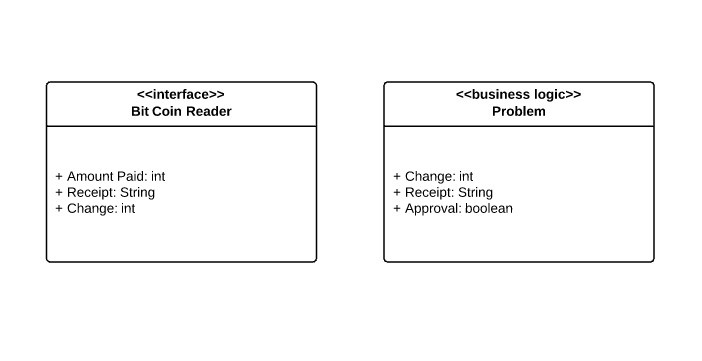 <<interface>>
Bit Coin Reader
+ Amount Paid: int
+ Receipt: String
+ Change: int
<<business logic>>
Problem
+ Change: int
+ Receipt: String
+ Approval: boolean